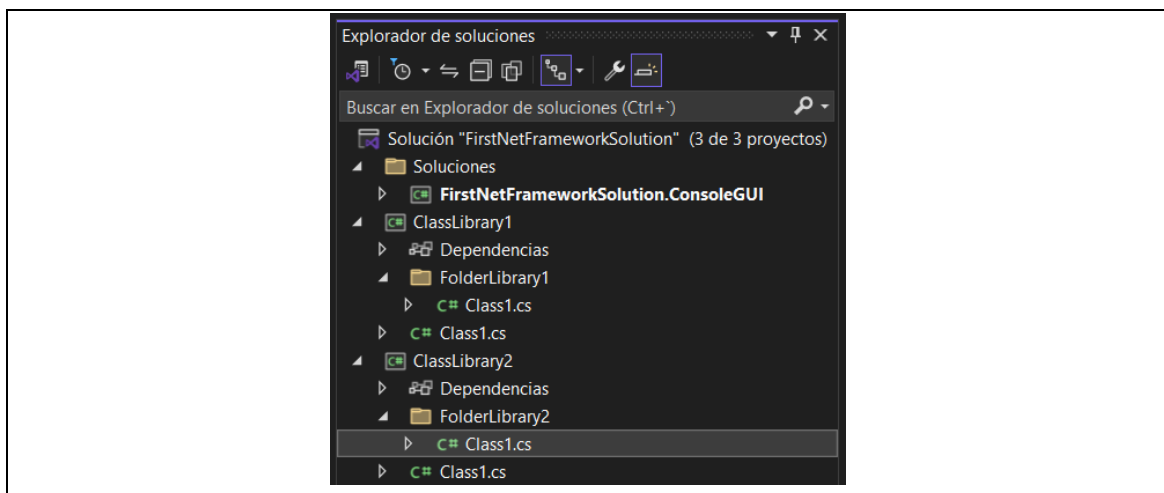 Explorador de soluciones
Buscar en Explorador de soluciones (Ctrl+`)
Solución "FirstNetFrameworkSolution" (3 de 3 proyectos)
Soluciones
C# FirstNetFrameworkSolution.ConsoleGUI
C# ClassLibrary1
Dependencias
FolderLibrary1
C# Class1.cs
C# Class1.cs
C# ClassLibrary2
Dependencias
FolderLibrary2
C# Class1.cs
C# Class1.cs